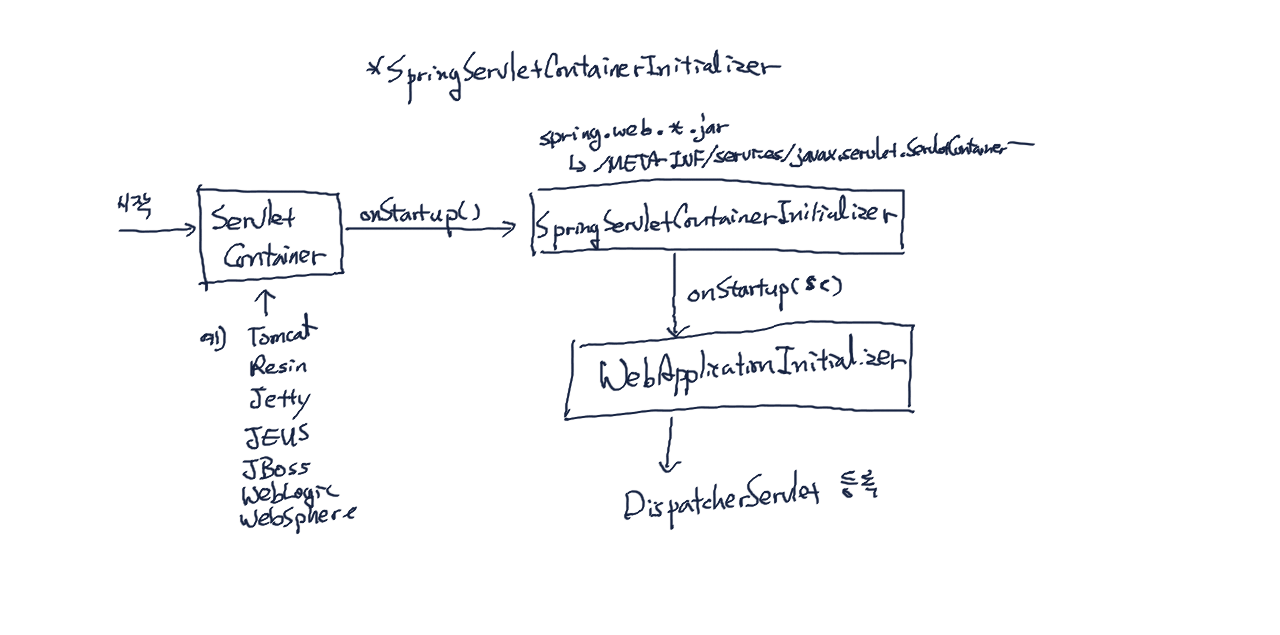 *SpringServletContainerInitializer
spring.web.*.jar
↳ /META-INF/services/javax.servlet.ServletContainer—
시작
Servlet
Container
onStartup()
SpringServletContainerInitializer
onStartup(sc)
예) Tomcat
Resin
Jetty
JEUS
JBoss
WebLogic
WebSphere
WebApplicationInitializer
DispatcherServlet 등록